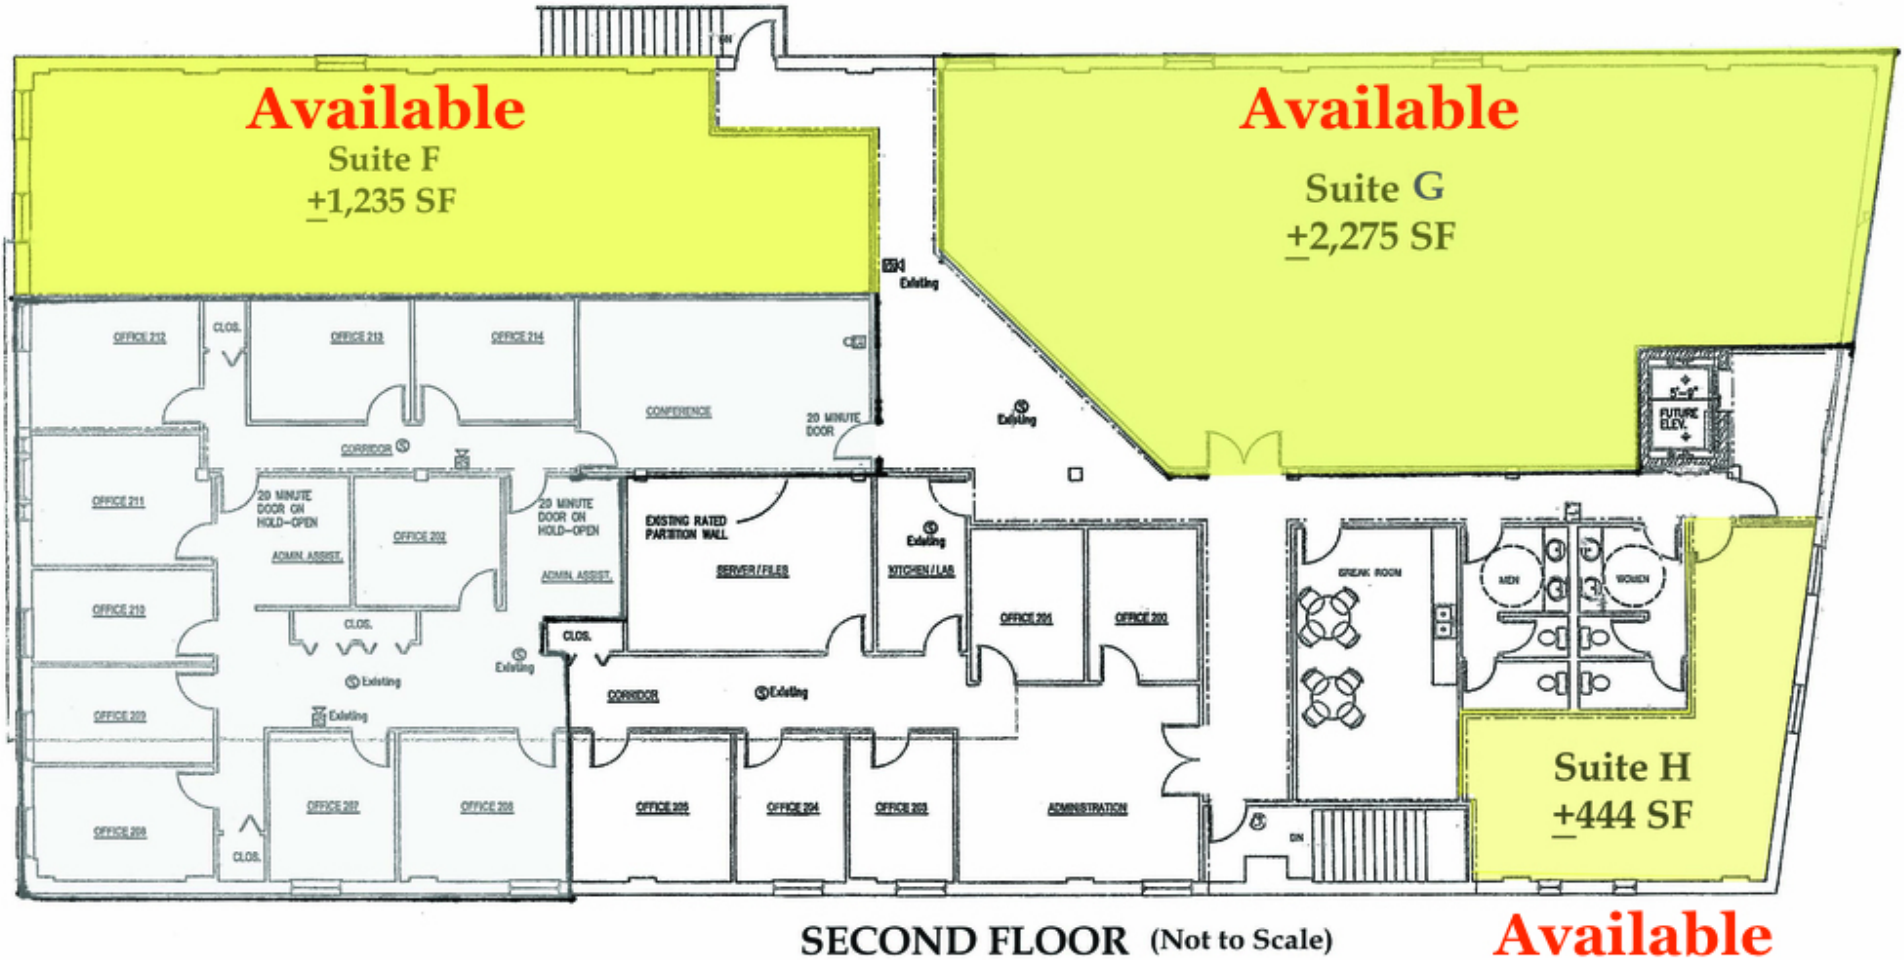 DN
Available
Suite F
±1,235 SF
Available
Suite G
±2,275 SF
Existing
OFFICE 212
CLOS.
OFFICE 213
OFFICE 214
CONFERENCE
20 MINUTE
DOOR
CORRIDOR
Existing
5'-8"
FUTURE
ELEV.
OFFICE 211
20 MINUTE
DOOR ON
HOLD-OPEN
ADMIN. ASSIST.
OFFICE 202
20 MINUTE
DOOR ON
HOLD-OPEN
ADMIN. ASSIST.
EXISTING RATED
PARTITION WALL
SERVER / FILES
Existing
KITCHEN / LAB
OFFICE 201
OFFICE 200
BREAK ROOM
MEN
WOMEN
OFFICE 210
CLOS.
CLOS.
Existing
Existing
CORRIDOR
Existing
OFFICE 209
Existing
OFFICE 208
CLOS.
OFFICE 207
OFFICE 206
OFFICE 205
OFFICE 204
OFFICE 203
ADMINISTRATION
DN
Suite H
±444 SF
SECOND FLOOR (Not to Scale)
Available